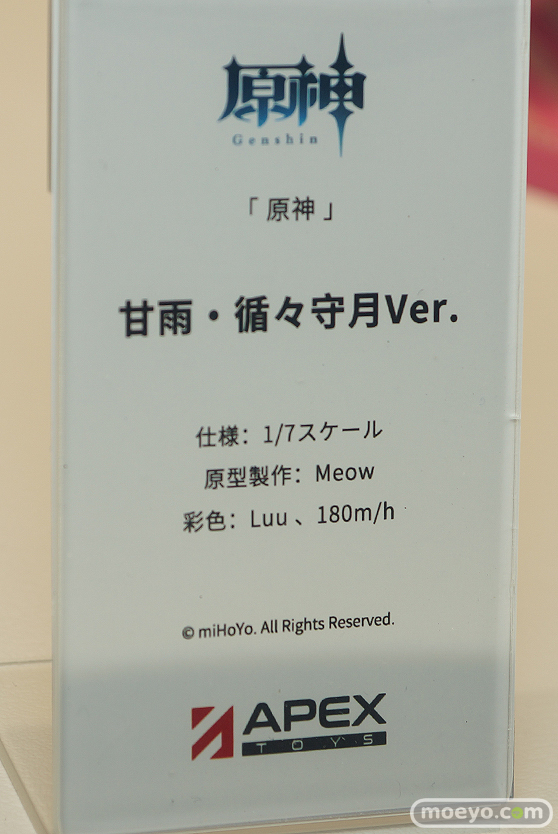 原神
Genshin
「 原神 」
甘雨・循々守月Ver.
仕様：1/7スケール
原型製作：Meow
彩色：Luu 、180m/h
© miHoYo. All Rights Reserved.
APEX
TOYS
moeyo.com